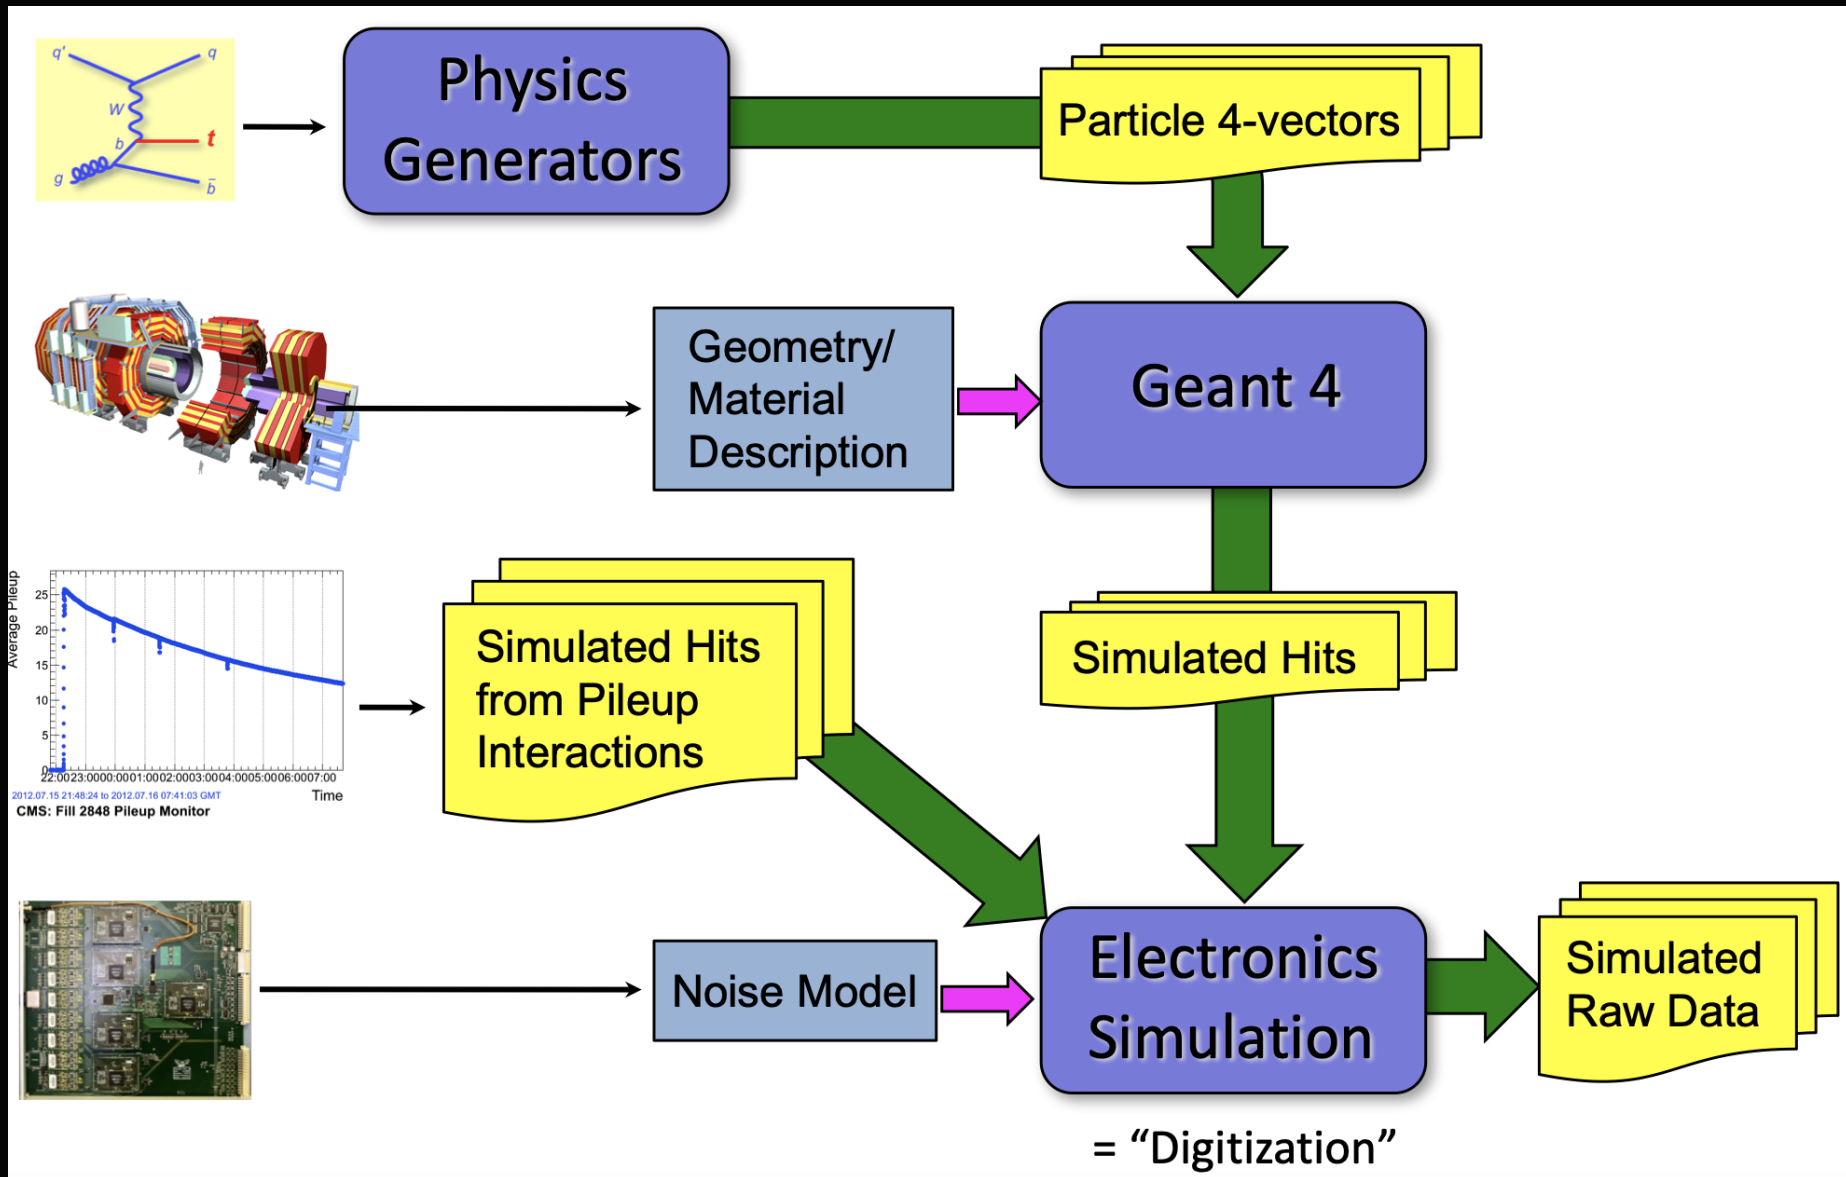 q'
q
W
b
t
g
b̄
Physics
Generators
Particle 4-vectors
Geometry/
Material
Description
Geant 4
Average Pileup
25
20
15
10
5
0
22:00 23:00 00:00 01:00 02:00 03:00 04:00 05:00 06:00 07:00
2012.07.15 21:48:24 to 2012.07.16 07:41:03 GMT
Time
CMS: Fill 2848 Pileup Monitor
Simulated Hits
from Pileup
Interactions
Simulated Hits
Noise Model
Electronics
Simulation
Simulated
Raw Data
= “Digitization”